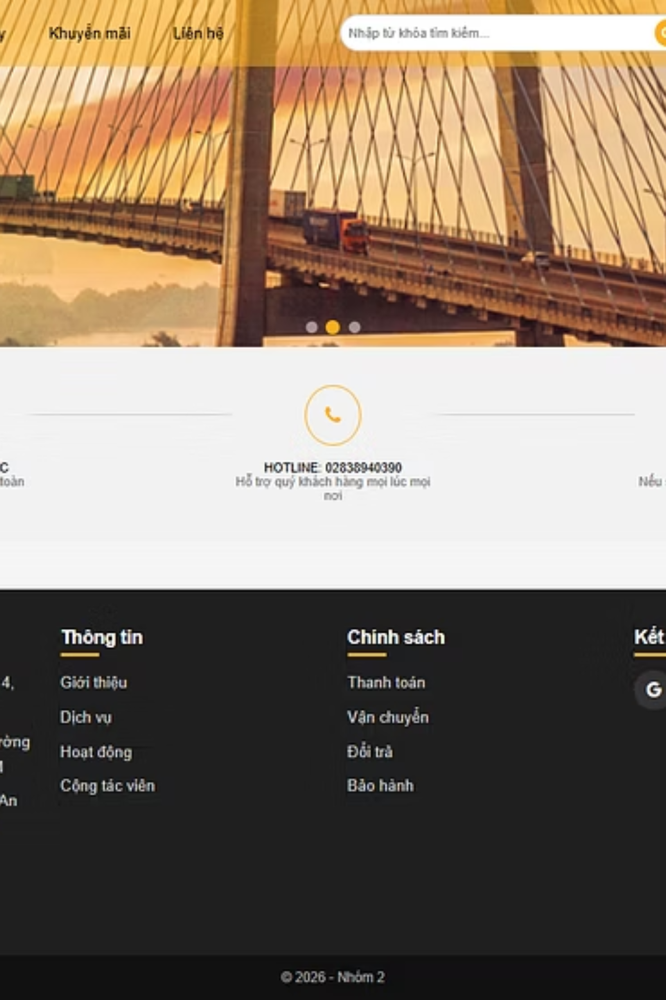 y
Khuyến mãi
Liên hệ
Nhập từ khóa tìm kiếm...
C
toàn
HOTLINE: 02838940390
Hỗ trợ quý khách hàng mọi lúc mọi
nơi
Nếu
4,
ường
An
Thông tin
Giới thiệu
Dịch vụ
Hoạt động
Cộng tác viên
Chính sách
Thanh toán
Vận chuyển
Đổi trả
Bảo hành
Kết
G
© 2026 - Nhóm 2